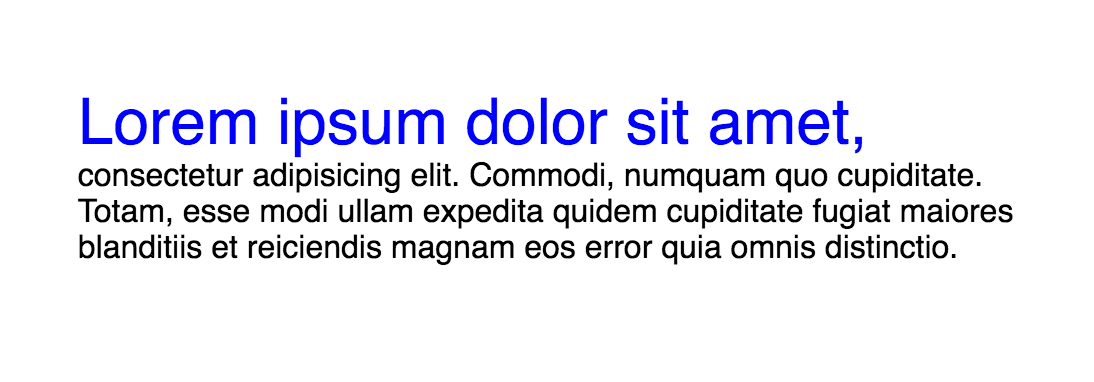 Lorem ipsum dolor sit amet,
consectetur adipisicing elit. Commodi, numquam quo cupiditate.
Totam, esse modi ullam expedita quidem cupiditate fugiat maiores
blanditiis et reiciendis magnam eos error quia omnis distinctio.